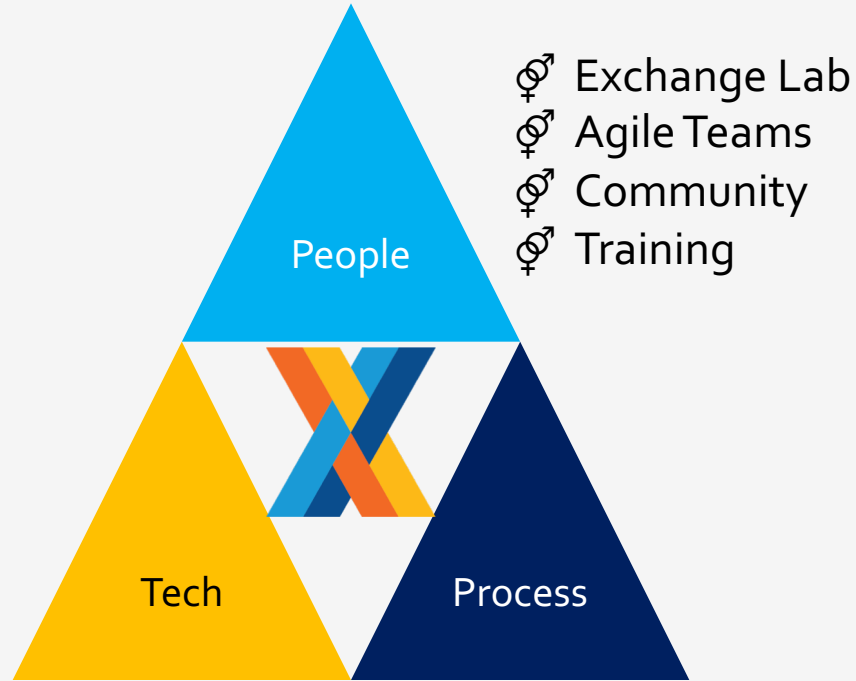 ⚤ Exchange Lab
⚤ Agile Teams
⚤ Community
⚤ Training
People
Tech
Process